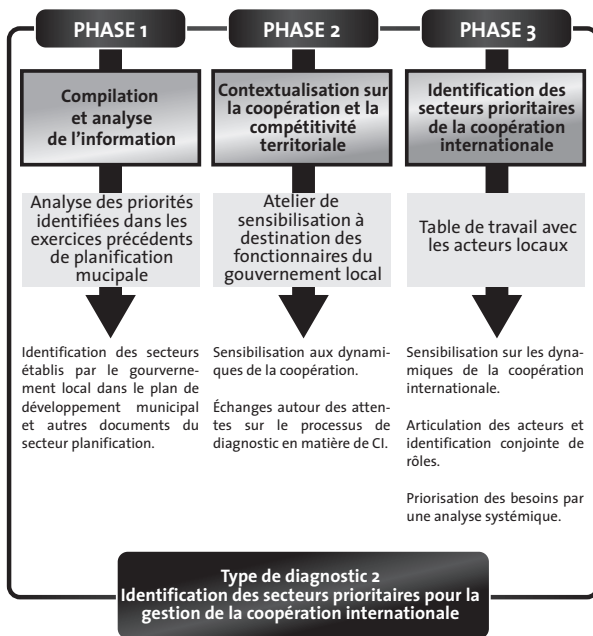 PHASE 1
Compilation
et analyse
de l'information
Analyse des priorités
identifiées dans les
exercices précédents
de planification
mucipale
Identification des secteurs
établis par le gourverne-
ment local dans le plan de
développement municipal
et autres documents du
secteur planification.
PHASE 2
Contextualisation sur
la coopération et la
compétitivité
territoriale
Atelier de
sensibilisation à
destination des
fonctionnaires du
gouvernement local
Sensibilisation aux dynami-
ques de la coopération.
Échanges autour des atten-
tes sur le processus de
diagnostic en matière de CI.
PHASE 3
Identification des
secteurs prioritaires
de la coopération
internationale
Table de travail avec
les acteurs locaux
Sensibilisation sur les dyna-
miques de la coopération
internationale.
Articulation des acteurs et
identification conjointe de
rôles.
Priorisation des besoins par
une analyse systémique.
Type de diagnostic 2
Identification des secteurs prioritaires pour la
gestion de la coopération internationale